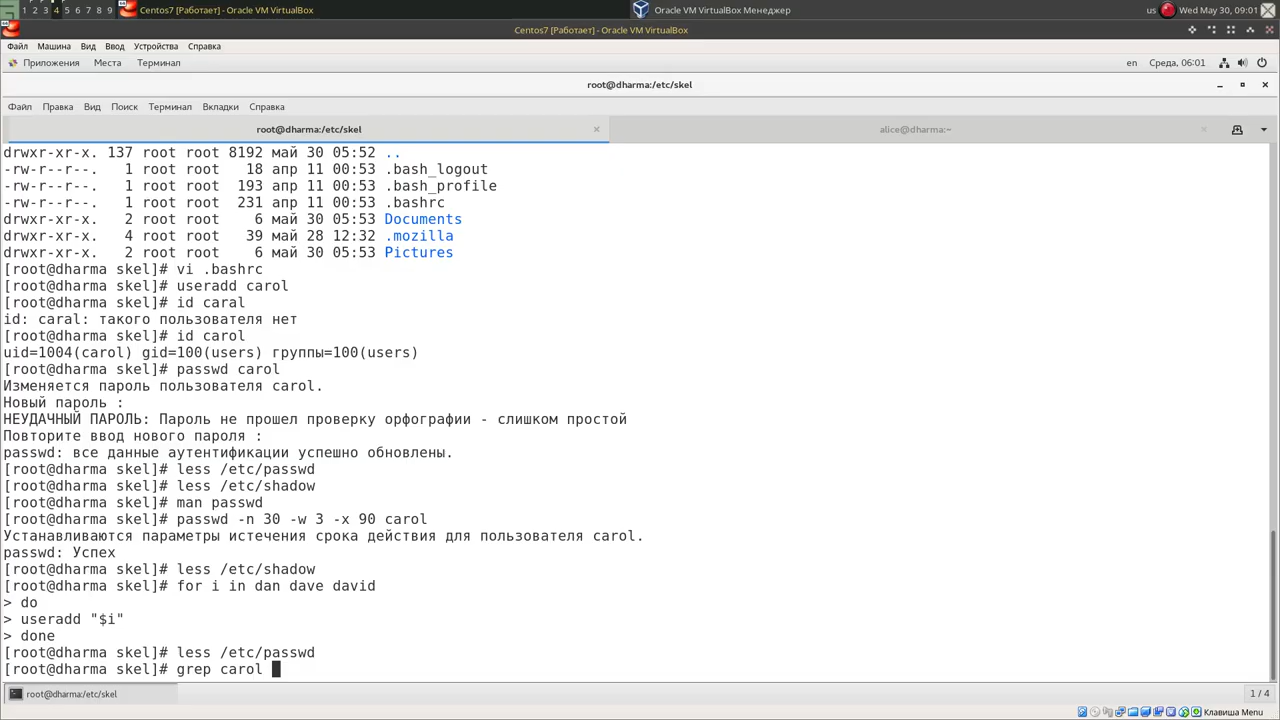 1 2 3 4 5 6 7 8 9 Centos7 [Работает] - Oracle VM VirtualBox Oracle VM VirtualBox Менеджер us Wed May 30, 09:01
Centos7 [Работает] - Oracle VM VirtualBox
Файл Машина Вид Ввод Устройства Справка
Приложения Места Терминал en Среда, 06:01
root@dharma:/etc/skel
Файл Правка Вид Поиск Терминал Вкладки Справка
root@dharma:/etc/skel alice@dharma:~
drwxr-xr-x. 137 root root 8192 май 30 05:52 ..
-rw-r--r--. 1 root root 18 апр 11 00:53 .bash_logout
-rw-r--r--. 1 root root 193 апр 11 00:53 .bash_profile
-rw-r--r--. 1 root root 231 апр 11 00:53 .bashrc
drwxr-xr-x. 2 root root 6 май 30 05:53 Documents
drwxr-xr-x. 4 root root 39 май 28 12:32 .mozilla
drwxr-xr-x. 2 root root 6 май 30 05:53 Pictures
[root@dharma skel]# vi .bashrc
[root@dharma skel]# useradd carol
[root@dharma skel]# id caral
id: caral: такого пользователя нет
[root@dharma skel]# id carol
uid=1004(carol) gid=100(users) группы=100(users)
[root@dharma skel]# passwd carol
Изменяется пароль пользователя carol.
Новый пароль :
НЕУДАЧНЫЙ ПАРОЛЬ: Пароль не прошел проверку орфографии - слишком простой
Повторите ввод нового пароля :
passwd: все данные аутентификации успешно обновлены.
[root@dharma skel]# less /etc/passwd
[root@dharma skel]# less /etc/shadow
[root@dharma skel]# man passwd
[root@dharma skel]# passwd -n 30 -w 3 -x 90 carol
Устанавливаются параметры истечения срока действия для пользователя carol.
passwd: Успех
[root@dharma skel]# less /etc/shadow
[root@dharma skel]# for i in dan dave david
> do
> useradd "$i"
> done
[root@dharma skel]# less /etc/passwd
[root@dharma skel]# grep carol
root@dharma:/etc/skel 1 / 4
Клавиша Menu